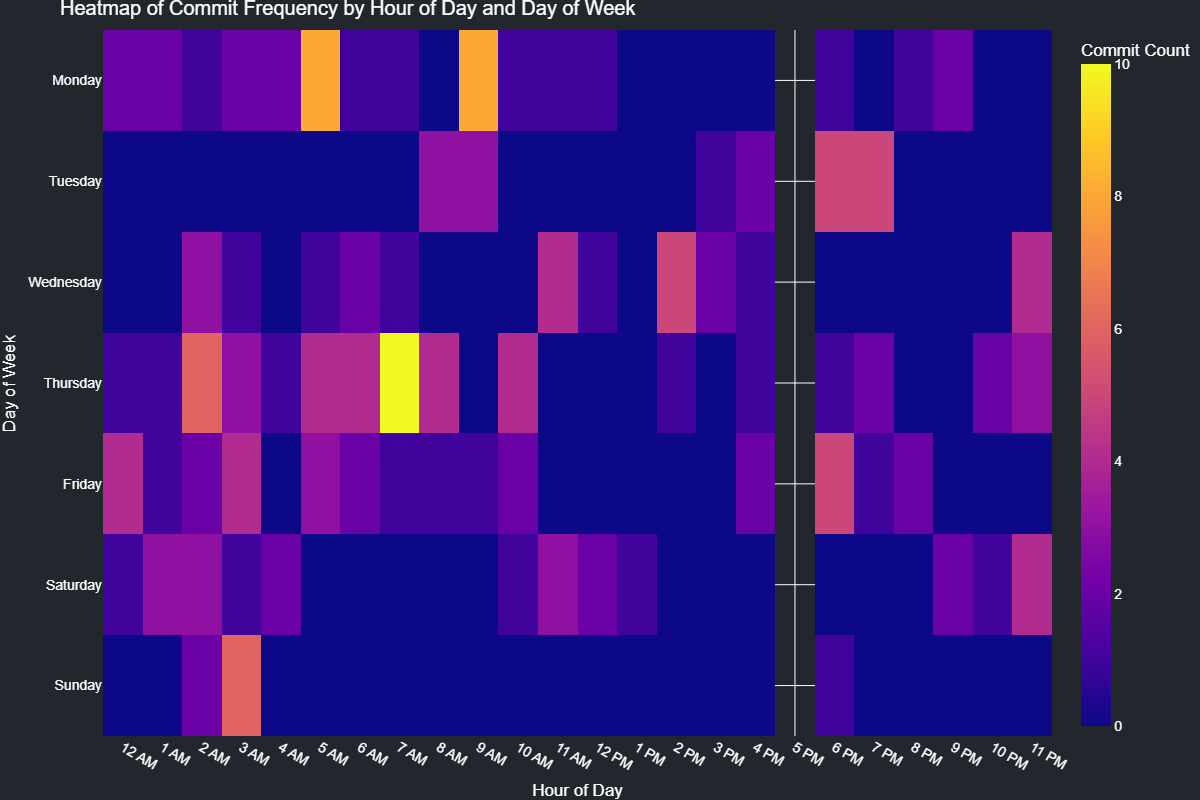 Heatmap of Commit Frequency by Hour of Day and Day of Week
Commit Count
10
8
6
4
2
0
Day of Week
Monday
Tuesday
Wednesday
Thursday
Friday
Saturday
Sunday
12 AM
1 AM
2 AM
3 AM
4 AM
5 AM
6 AM
7 AM
8 AM
9 AM
10 AM
11 AM
12 PM
1 PM
2 PM
3 PM
4 PM
5 PM
6 PM
7 PM
8 PM
9 PM
10 PM
11 PM
Hour of Day